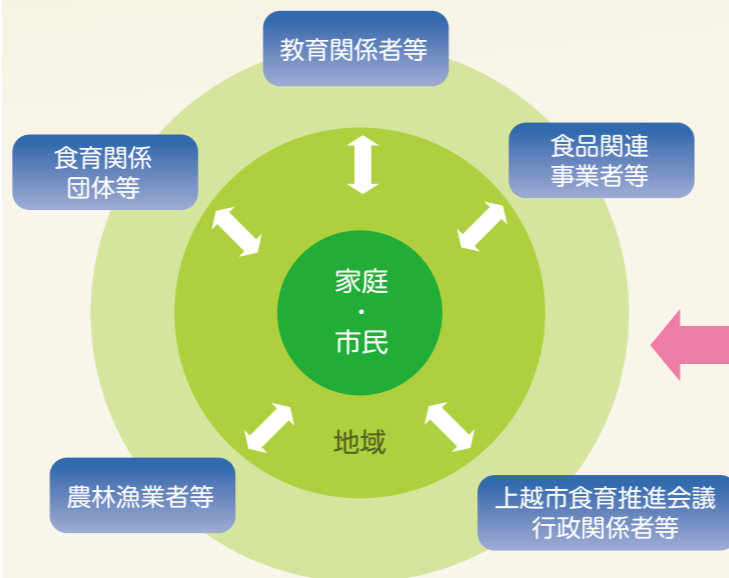 教育関係者等
食育関係
団体等
食品関連
事業者等
家庭
・
市民
地域
農林漁業者等
上越市食育推進会議
行政関係者等